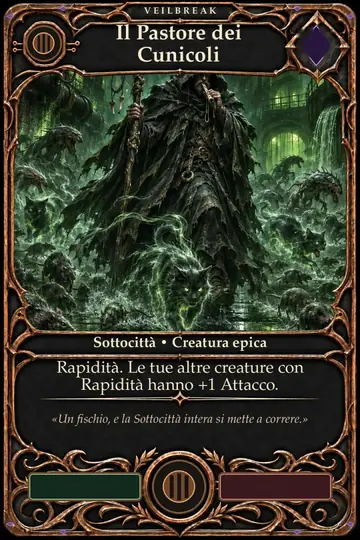 VEILBREAK
Il Pastore dei
Cunicoli
Sottocittà • Creatura epica
Rapidità. Le tue altre creature con
Rapidità hanno +1 Attacco.
«Un fischio, e la Sottocittà intera si mette a correre.»